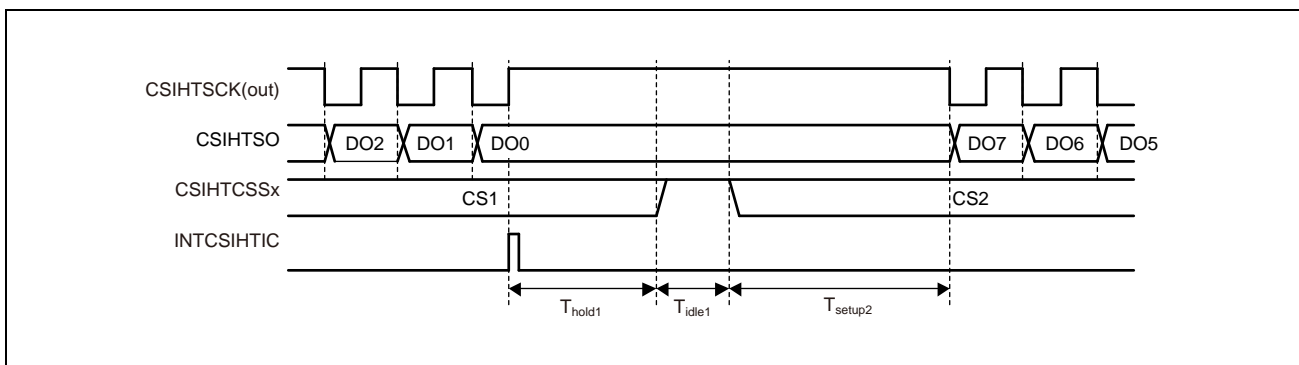 CSIHTSCK(out)
CSIHTSO DO2 DO1 DO0 DO7 DO6 DO5
CSIHTCSSx CS1 CS2
INTCSIHTIC
Thold1 Tidle1 Tsetup2